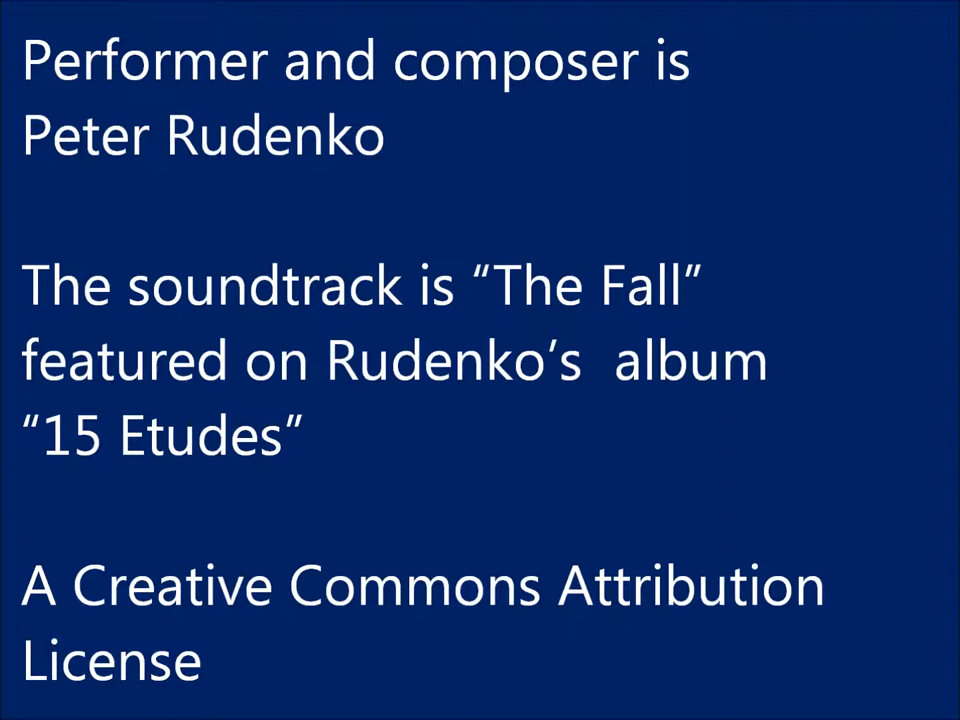 Performer and composer is
Peter Rudenko
The soundtrack is “The Fall”
featured on Rudenko’s  album
“15 Etudes”
A Creative Commons Attribution
License